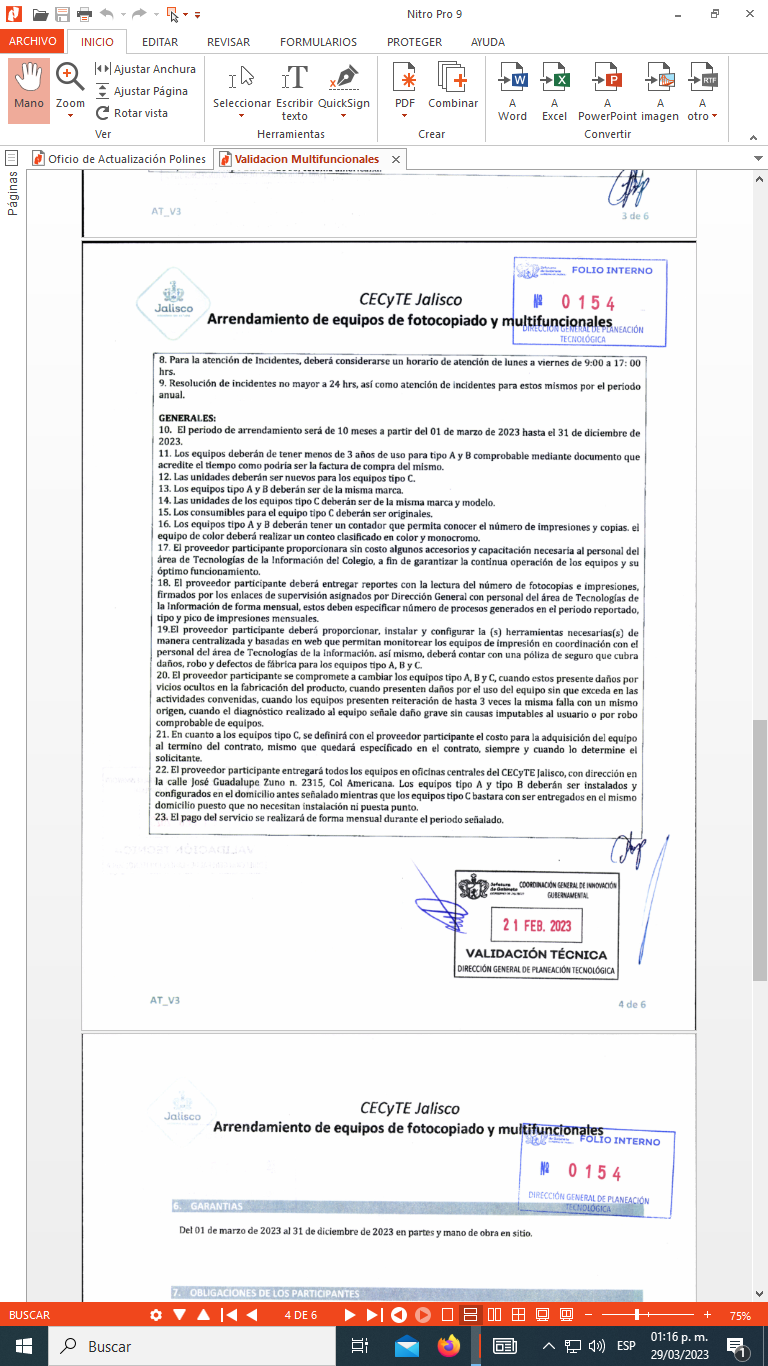 Nitro Pro 9
ARCHIVO INICIO EDITAR REVISAR FORMULARIOS PROTEGER AYUDA
Mano
Zoom
Ajustar Anchura
Ajustar Página
Rotar vista
Seleccionar
Escribir texto
QuickSign
PDF
Combinar
A Word
A Excel
A PowerPoint
A imagen
A otro
Ver
Herramientas
Crear
Convertir
Oficio de Actualización Polines
Validacion Multifuncionales
Páginas
AT_V3
3 de 6
Jalisco
CECyTE Jalisco
Arrendamiento de equipos de fotocopiado y multifuncionales
FOLIO INTERNO
Nº 0154
DIRECCIÓN GENERAL DE PLANEACIÓN
TECNOLÓGICA
8. Para la atención de Incidentes, deberá considerarse un horario de atención de lunes a viernes de 9:00 a 17: 00
hrs.
9. Resolución de incidentes no mayor a 24 hrs, así como atención de incidentes para estos mismos por el periodo
anual.
GENERALES:
10. El periodo de arrendamiento será de 10 meses a partir del 01 de marzo de 2023 hasta el 31 de diciembre de
2023.
11. Los equipos deberán de tener menos de 3 años de uso para tipo A y B comprobable mediante documento que
acredite el tiempo como podria ser la factura de compra del mismo.
12. Las unidades deberán ser nuevos para los equipos tipo C.
13. Los equipos tipo A y B deberán ser de la misma marca.
14. Las unidades de los equipos tipo C deberán ser de la misma marca y modelo.
15. Los consumibles para el equipo tipo C deberán ser originales.
16. Los equipos tipo A y B deberán tener un contador que permita conocer el número de impresiones y copias. el
equipo de color deberá realizar un conteo clasificado en color y monocromo.
17. El proveedor participante proporcionara sin costo algunos accesorios y capacitación necesaria al personal del
área de Tecnologías de la Información del Colegio, a fin de garantizar la continua operación de los equipos y su
óptimo funcionamiento.
18. El proveedor participante deberá entregar reportes con la lectura del número de fotocopias e impresiones,
firmados por los enlaces de supervisión asignados por Dirección General con personal del área de Tecnologías de
la Información de forma mensual, estos deben especificar número de procesos generados en el periodo reportado,
tipo y pico de impresiones mensuales.
19.El proveedor participante deberá proporcionar, instalar y configurar la (s) herramientas necesarias(s) de
manera centralizada y basadas en web que permitan monitorear los equipos de impresión en coordinación con el
personal del área de Tecnologías de la Información. así mismo, deberá contar con una póliza de seguro que cubra
daños, robo y defectos de fábrica para los equipos tipo A, B y C.
20. El proveedor participante se compromete a cambiar los equipos tipo A, B y C, cuando estos presente daños por
vicios ocultos en la fabricación del producto, cuando presenten daños por el uso del equipo sin que exceda en las
actividades convenidas, cuando los equipos presenten reiteración de hasta 3 veces la misma falla con un mismo
origen, cuando el diagnóstico realizado al equipo señale daño grave sin causas imputables al usuario o por robo
comprobable de equipos.
21. En cuanto a los equipos tipo C, se definirá con el proveedor participante el costo para la adquisición del equipo
al termino del contrato, mismo que quedará especificado en el contrato, siempre y cuando lo determine el
solicitante.
22. El proveedor participante entregará todos los equipos en oficinas centrales del CECyTE Jalisco, con dirección en
la calle José Guadalupe Zuno n. 2315, Col Americana. Los equipos tipo A y tipo B deberán ser instalados y
configurados en el domicilio antes señalado mientras que los equipos tipo C bastara con ser entregados en el mismo
domicilio puesto que no necesitan instalación ni puesta punto.
23. El pago del servicio se realizará de forma mensual durante el periodo señalado.
Jefatura de Gabinete
COORDINACIÓN GENERAL DE INNOVACIÓN
GUBERNAMENTAL
21 FEB. 2023
VALIDACIÓN TÉCNICA
DIRECCIÓN GENERAL DE PLANEACIÓN TECNOLÓGICA
AT_V3
4 de 6
Jalisco
CECyTE Jalisco
Arrendamiento de equipos de fotocopiado y multifuncionales
FOLIO INTERNO
Nº 0154
DIRECCIÓN GENERAL DE PLANEACIÓN
TECNOLÓGICA
6. GARANTIAS
Del 01 de marzo de 2023 al 31 de diciembre de 2023 en partes y mano de obra en sitio.
7. OBLIGACIONES DE LOS PARTICIPANTES
BUSCAR
4 DE 6
75%
Buscar
ESP
01:16 p. m.
29/03/2023
1